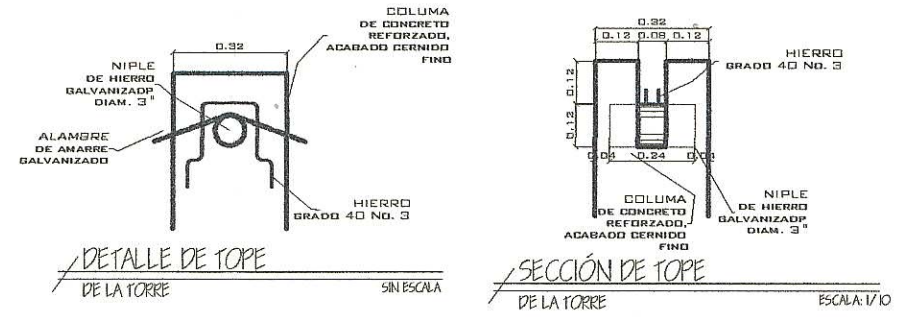 COLUMA
DE CONCRETO
REFORZADO,
ACABADO CERNIDO
FINO
0.32
NIPLE
DE HIERRO
GALVANIZADP
DIAM. 3"
ALAMBRE
DE AMARRE
GALVANIZADO
HIERRO
GRADO 40 No. 3
DETALLE DE TOPE
DE LA TORRE
SIN ESCALA
0.32
0.12 0.08 0.12
HIERRO
GRADO 40 No. 3
0.12
0.12
0.04 0.24 0.04
COLUMA
DE CONCRETO
REFORZADO,
ACABADO CERNIDO
FINO
NIPLE
DE HIERRO
GALVANIZADP
DIAM. 3"
SECCIÓN DE TOPE
DE LA TORRE
ESCALA: 1/10